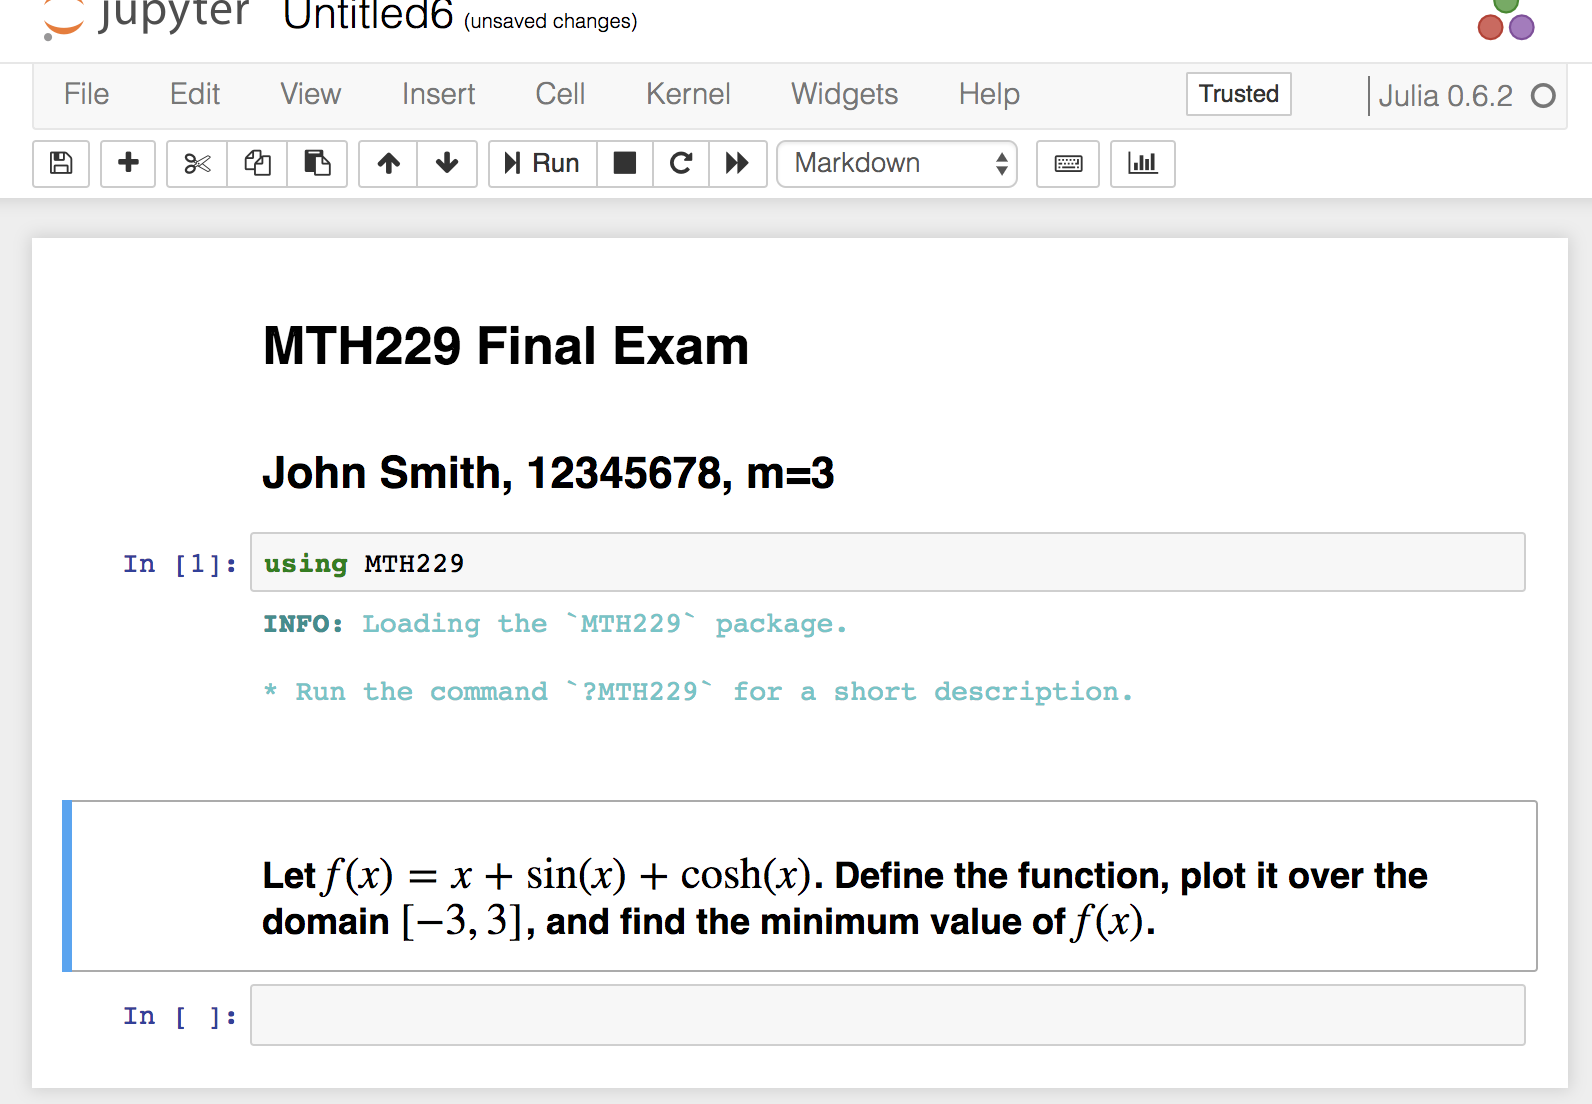 jupyter Untitled6 (unsaved changes)
File Edit View Insert Cell Kernel Widgets Help Trusted Julia 0.6.2
Run Markdown
MTH229 Final Exam
John Smith, 12345678, m=3
In [1]: using MTH229
INFO: Loading the `MTH229` package.
* Run the command `?MTH229` for a short description.
Let f(x) = x + sin(x) + cosh(x). Define the function, plot it over the
domain [−3, 3], and find the minimum value of f(x).
In [ ]: